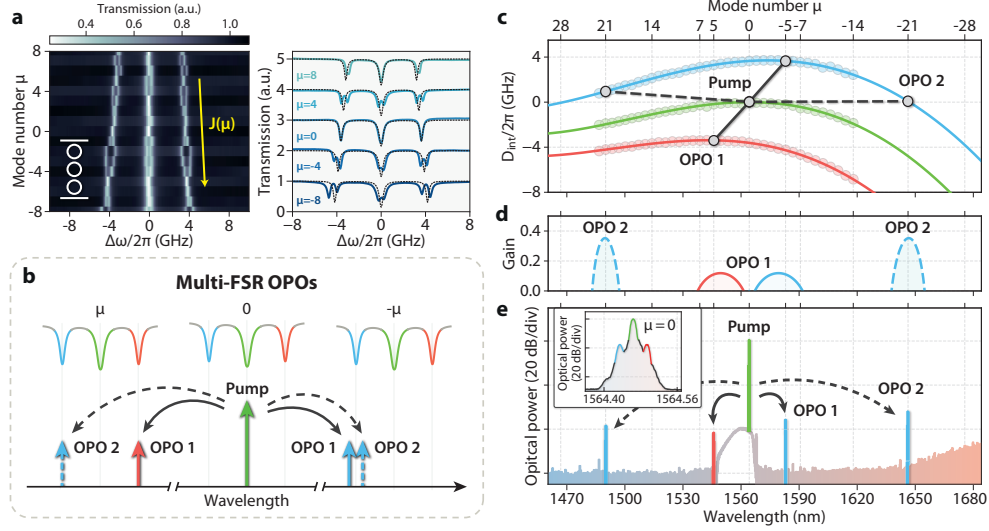 a
Transmission (a.u.)
0.4 0.6 0.8 1.0
Mode number μ
8
4
0
-4
-8
J(μ)
-8 -4 0 4 8
Δω/2π (GHz)
Transmission (a.u.)
5
4
3
2
1
0
μ=8
μ=4
μ=0
μ=-4
μ=-8
-8 -4 0 4 8
Δω/2π (GHz)
b
Multi-FSR OPOs
μ 0 -μ
Pump
OPO 2 OPO 1 OPO 1 OPO 2
Wavelength
c
Mode number μ
28 21 14 7 5 0 -5 -7 -14 -21 -28
Dint/2π (GHz)
4
0
-4
-8
Pump
OPO 2
OPO 1
d
Gain
0.4
0.2
0.0
OPO 2 OPO 1 OPO 2
e
Optical power (20 dB/div)
Optical power
(20 dB/div)
μ = 0
1564.40 1564.56
Pump
OPO 1
OPO 2
1470 1500 1530 1560 1590 1620 1650 1680
Wavelength (nm)